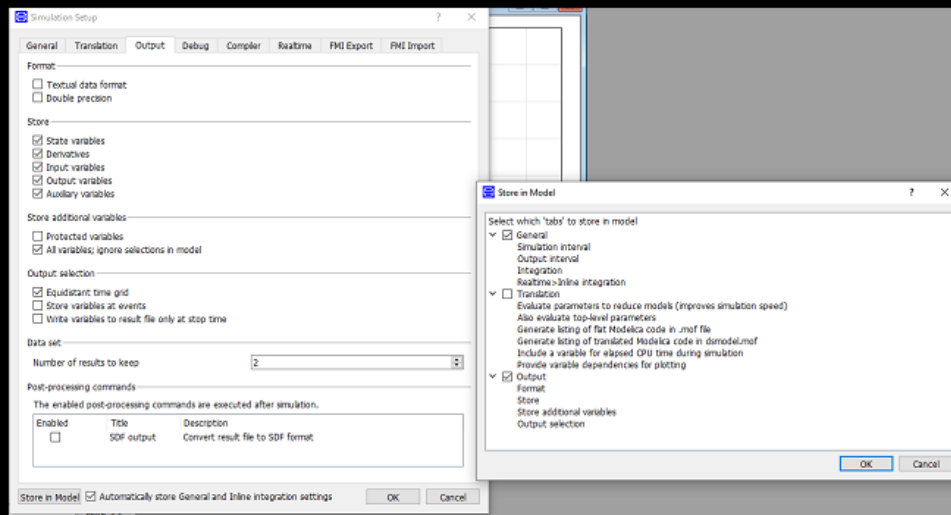 Simulation Setup
?
General Translation Output Debug Compiler Realtime FMI Export FMI Import
Format
Textual data format
Double precision
Store
State variables
Derivatives
Input variables
Output variables
Auxiliary variables
Store additional variables
Protected variables
All variables; ignore selections in model
Output selection
Equidistant time grid
Store variables at events
Write variables to result file only at stop time
Data set
Number of results to keep 2
Post-processing commands
The enabled post-processing commands are executed after simulation.
Enabled Title Description
SDF output Convert result file to SDF format
Store in Model Automatically store General and Inline integration settings OK Cancel
Store in Model
?
Select which 'tabs' to store in model
General
Simulation interval
Output interval
Integration
Realtime>Inline integration
Translation
Evaluate parameters to reduce models (improves simulation speed)
Also evaluate top-level parameters
Generate listing of flat Modelica code in .mof file
Generate listing of translated Modelica code in dsmodel.mof
Include a variable for elapsed CPU time during simulation
Provide variable dependencies for plotting
Output
Format
Store
Store additional variables
Output selection
OK Cancel